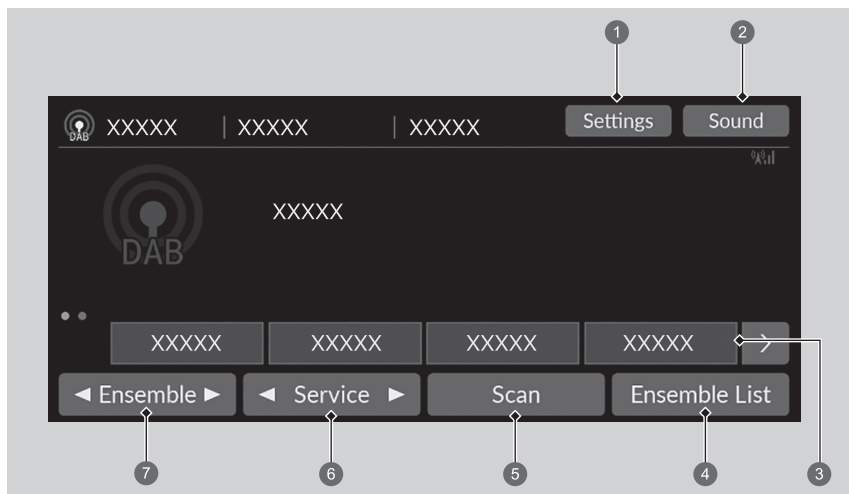 1 2
DAB XXXXX | XXXXX | XXXXX Settings Sound
XXXXX
DAB
XXXXX XXXXX XXXXX XXXXX >
◄ Ensemble ► ◄ Service ► Scan Ensemble List
7 6 5 4 3